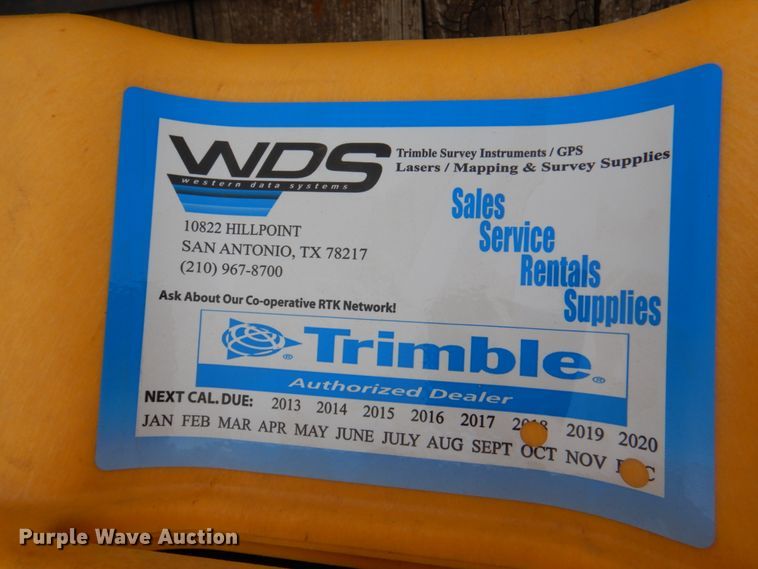 WDS
western data systems
Trimble Survey Instruments / GPS
Lasers / Mapping & Survey Supplies
10822 HILLPOINT
SAN ANTONIO, TX 78217
(210) 967-8700
Sales
Service
Rentals
Supplies
Ask About Our Co-operative RTK Network!
Trimble®
Authorized Dealer
NEXT CAL. DUE: 2013 2014 2015 2016 2017 2018 2019 2020
JAN FEB MAR APR MAY JUNE JULY AUG SEPT OCT NOV DEC
Purple Wave Auction